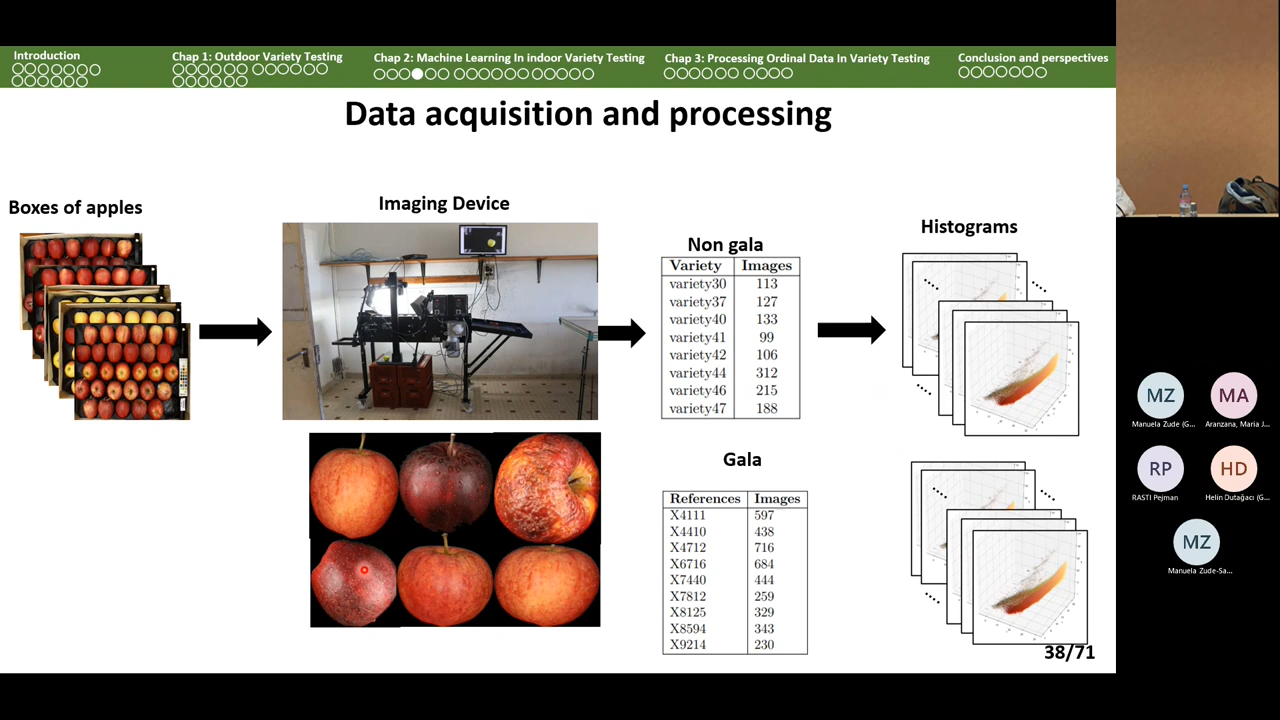 Introduction
Chap 1: Outdoor Variety Testing
Chap 2: Machine Learning In indoor Variety Testing
Chap 3: Processing Ordinal Data In Variety Testing
Conclusion and perspectives
Data acquisition and processing
Boxes of apples
Imaging Device
Non gala
Variety Images
variety30 113
variety37 127
variety40 133
variety41 99
variety42 106
variety44 312
variety46 215
variety47 188
Histograms
Gala
References Images
X4111 597
X4410 438
X4712 716
X6716 684
X7440 444
X7812 259
X8125 329
X8594 343
X9214 230
38/71
MZ
Manuela Zude (G...
MA
Aranzana, Maria J...
RP
RASTI Pejman
HD
Helin Dutağacı (G...
MZ
Manuela Zude-Sa...